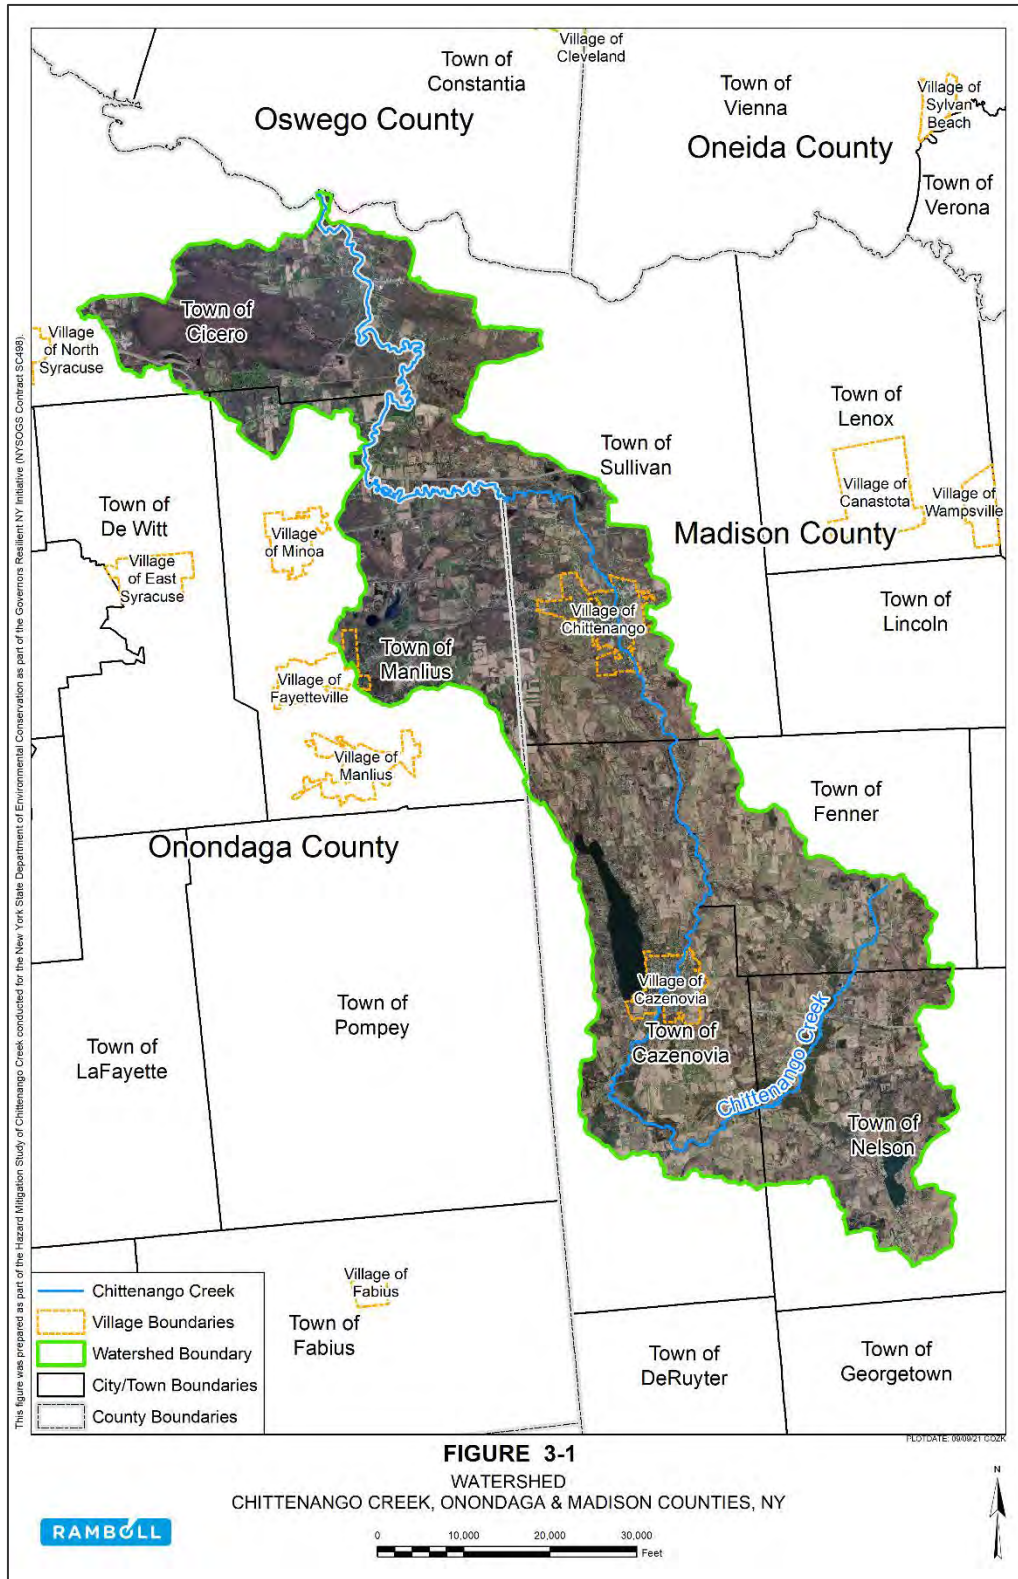 Village of
Cleveland
Town of
Constantia
Town of
Vienna
Village of
Sylvan
Beach
Oswego County
Oneida County
Town of
Verona
Town of
Cicero
Village
of North
Syracuse
Town of
Lenox
Town of
Sullivan
Village of
Canastota
Village of
Wampsville
Town of
De Witt
Village
of Minoa
Madison County
Village
of East
Syracuse
Village of
Chittenango
Town of
Lincoln
Town of
Manlius
Village of
Fayetteville
Village of
Manlius
Town of
Fenner
Onondaga County
Village of
Cazenovia
Town of
Pompey
Town of
Cazenovia
Town of
LaFayette
Chittenango Creek
Town of
Nelson
Village of
Fabius
Town of
Fabius
Town of
DeRuyter
Town of
Georgetown
Chittenango Creek
Village Boundaries
Watershed Boundary
City/Town Boundaries
County Boundaries
This figure was prepared as part of the Hazard Mitigation Study of Chittenango Creek conducted for the New York State Department of Environmental Conservation as part of the Governors Resilient NY Initiative (NYSOGS Contract SC498).
PLOTDATE: 09/09/21 COZK
FIGURE 3-1
WATERSHED
CHITTENANGO CREEK, ONONDAGA & MADISON COUNTIES, NY
RAMBOLL
0 10,000 20,000 30,000
Feet
N